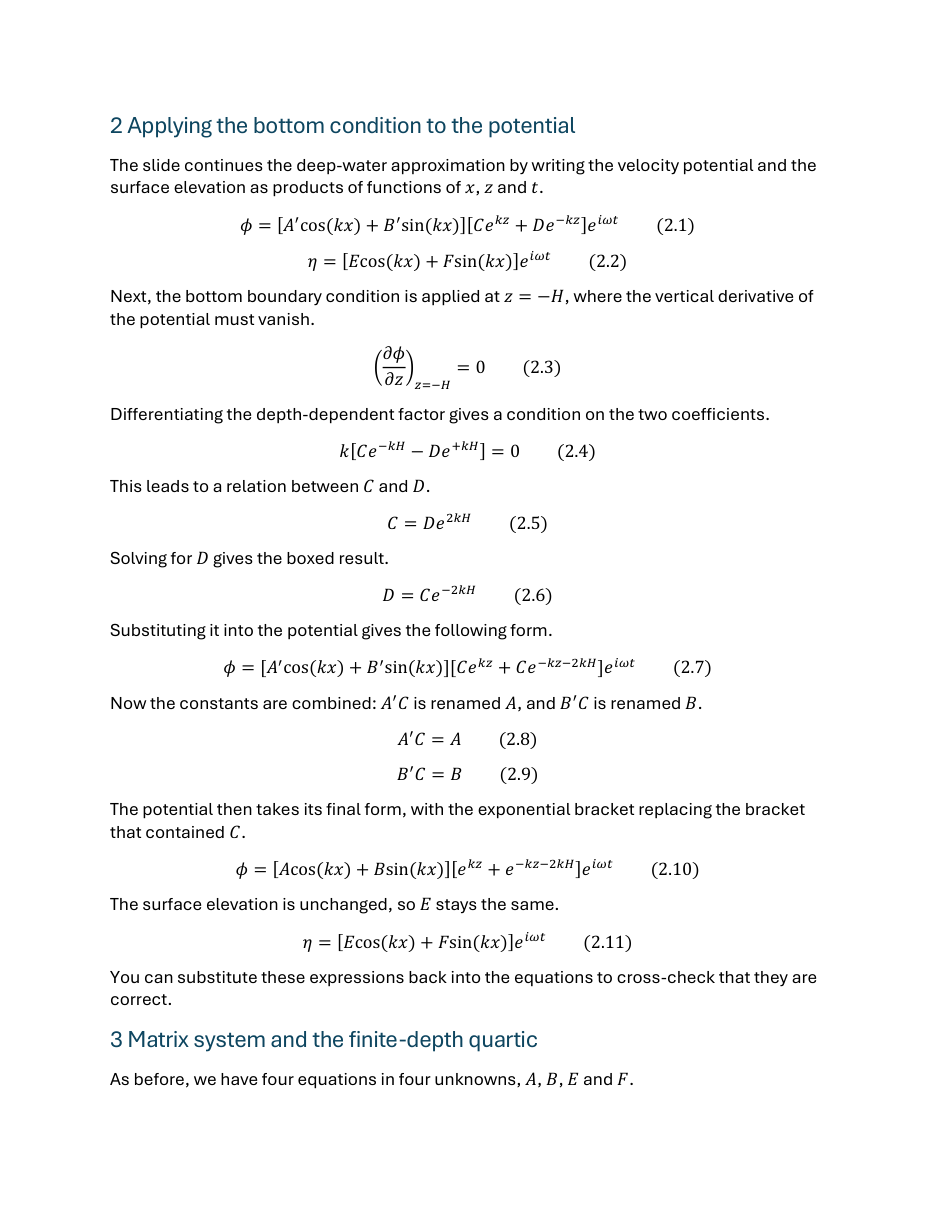 2 Applying the bottom condition to the potential
The slide continues the deep-water approximation by writing the velocity potential and the
surface elevation as products of functions of 𝑥, 𝑧 and 𝑡.
𝜙 = [𝐴′cos(𝑘𝑥) + 𝐵′sin(𝑘𝑥)][𝐶𝑒^{𝑘𝑧} + 𝐷𝑒^{−𝑘𝑧}]𝑒^{𝑖𝜔𝑡} (2.1)
𝜂 = [𝐸cos(𝑘𝑥) + 𝐹sin(𝑘𝑥)]𝑒^{𝑖𝜔𝑡} (2.2)
Next, the bottom boundary condition is applied at 𝑧 = −𝐻, where the vertical derivative of
the potential must vanish.
(∂𝜙/∂𝑧)_{𝑧=−𝐻} = 0 (2.3)
Differentiating the depth-dependent factor gives a condition on the two coefficients.
𝑘[𝐶𝑒^{−𝑘𝐻} − 𝐷𝑒^{+𝑘𝐻}] = 0 (2.4)
This leads to a relation between 𝐶 and 𝐷.
𝐶 = 𝐷𝑒^{2𝑘𝐻} (2.5)
Solving for 𝐷 gives the boxed result.
𝐷 = 𝐶𝑒^{−2𝑘𝐻} (2.6)
Substituting it into the potential gives the following form.
𝜙 = [𝐴′cos(𝑘𝑥) + 𝐵′sin(𝑘𝑥)][𝐶𝑒^{𝑘𝑧} + 𝐶𝑒^{−𝑘𝑧−2𝑘𝐻}]𝑒^{𝑖𝜔𝑡} (2.7)
Now the constants are combined: 𝐴′𝐶 is renamed 𝐴, and 𝐵′𝐶 is renamed 𝐵.
𝐴′𝐶 = 𝐴 (2.8)
𝐵′𝐶 = 𝐵 (2.9)
The potential then takes its final form, with the exponential bracket replacing the bracket
that contained 𝐶.
𝜙 = [𝐴cos(𝑘𝑥) + 𝐵sin(𝑘𝑥)][𝑒^{𝑘𝑧} + 𝑒^{−𝑘𝑧−2𝑘𝐻}]𝑒^{𝑖𝜔𝑡} (2.10)
The surface elevation is unchanged, so 𝐸 stays the same.
𝜂 = [𝐸cos(𝑘𝑥) + 𝐹sin(𝑘𝑥)]𝑒^{𝑖𝜔𝑡} (2.11)
You can substitute these expressions back into the equations to cross-check that they are
correct.
3 Matrix system and the finite-depth quartic
As before, we have four equations in four unknowns, 𝐴, 𝐵, 𝐸 and 𝐹.